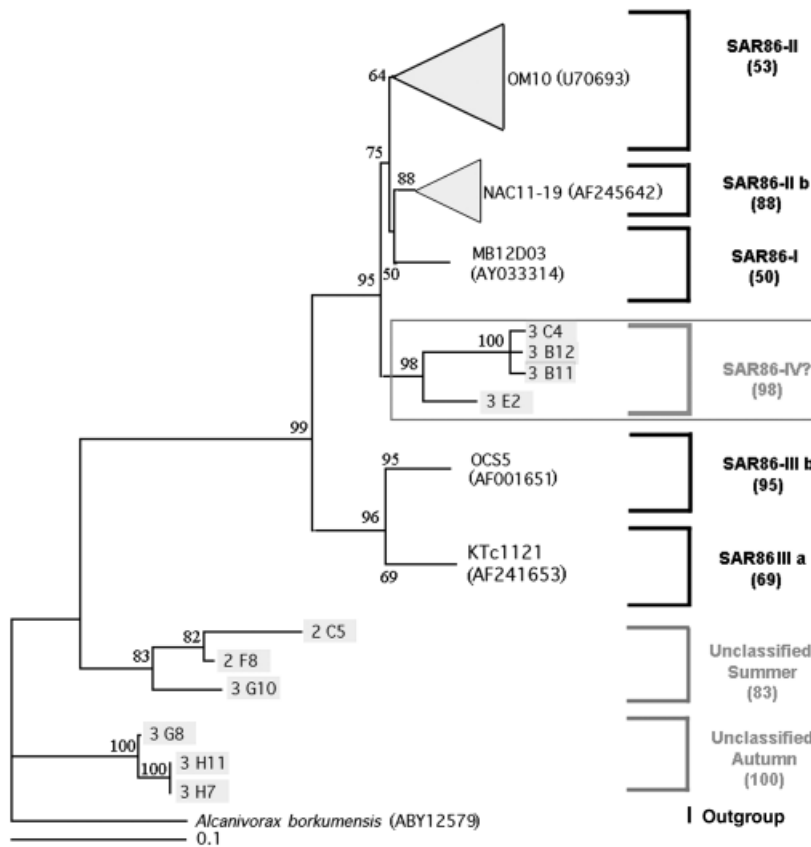 SAR86-II
(53)
64
OM10 (U70693)
75
88
NAC11-19 (AF245642)
SAR86-II b
(88)
MB12D03
(AY033314)
50
SAR86-I
(50)
95
3 C4
100
3 B12
3 B11
98
3 E2
SAR86-IV?
(98)
99
95
OCS5
(AF001651)
SAR86-III b
(95)
96
KTc1121
(AF241653)
69
SAR86III a
(69)
2 C5
82
2 F8
83
3 G10
Unclassified
Summer
(83)
3 G8
100
3 H11
100
3 H7
Unclassified
Autumn
(100)
Alcanivorax borkumensis (ABY12579)
Outgroup
0.1